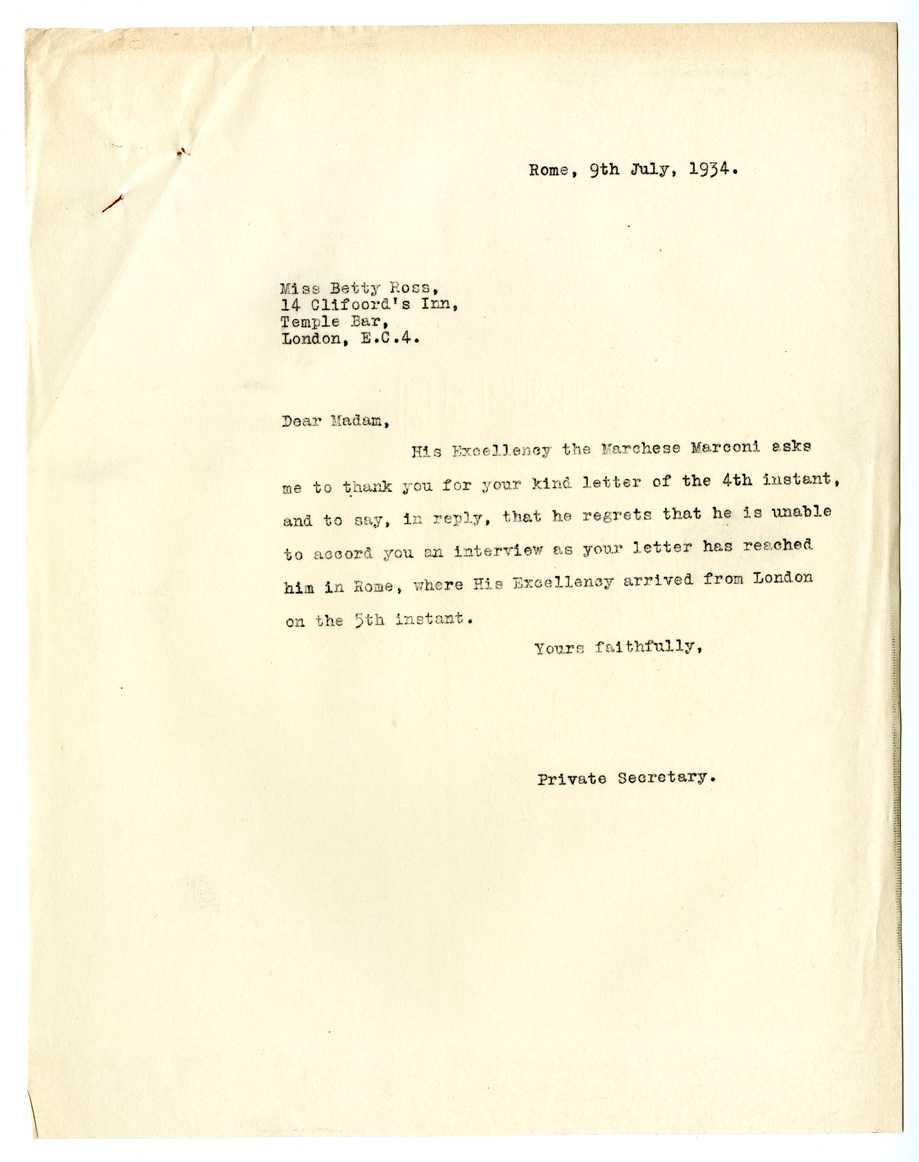 Rome, 9th July, 1934.
Miss Betty Ross,
14 Clifoord's Inn,
Temple Bar,
London, E.C.4.
Dear Madam,
His Excellency the Marchese Marconi asks
me to thank you for your kind letter of the 4th instant,
and to say, in reply, that he regrets that he is unable
to accord you an interview as your letter has reached
him in Rome, where His Excellency arrived from London
on the 5th instant.
Yours faithfully,
Private Secretary.